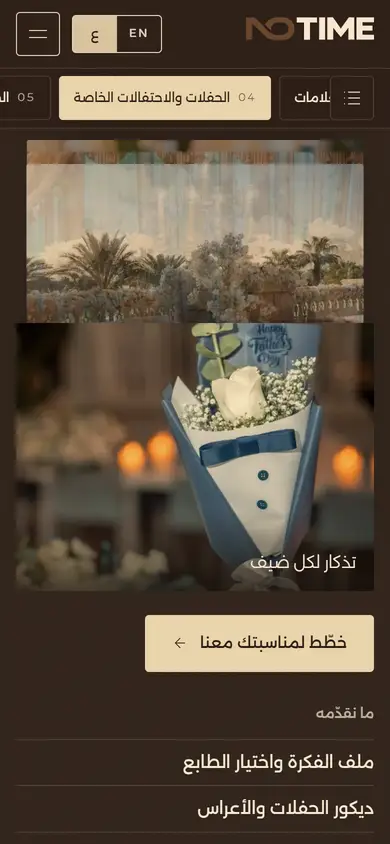 NOTIME
EN
ع
04 الحفلات والاحتفالات الخاصة
05
Happy
Father's
Day
تذكار لكل ضيف
خطّط لمناسبتك معنا ←
ما نقدّمه
ملف الفكرة واختيار الطابع
ديكور الحفلات والأعراس